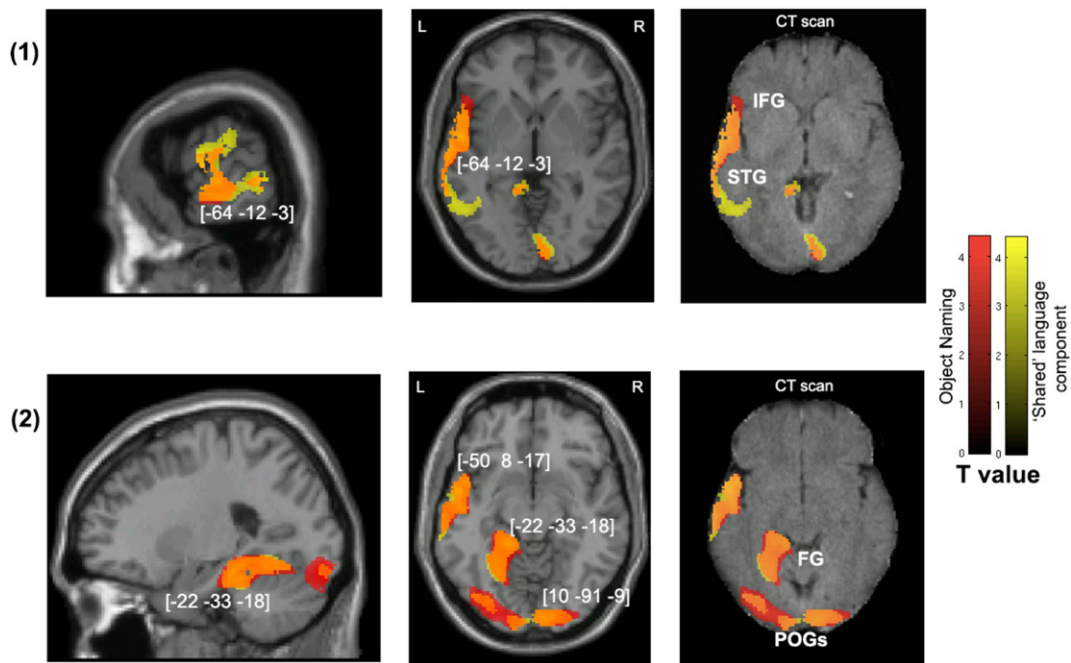 (1)
[-64 -12 -3]
L
R
[-64 -12 -3]
CT scan
IFG
STG
(2)
[-22 -33 -18]
L
R
[-50 8 -17]
[-22 -33 -18]
[10 -91 -9]
CT scan
FG
POGs
Object Naming
4
3
2
1
0
4
3
2
1
0
'Shared' language
component
T value